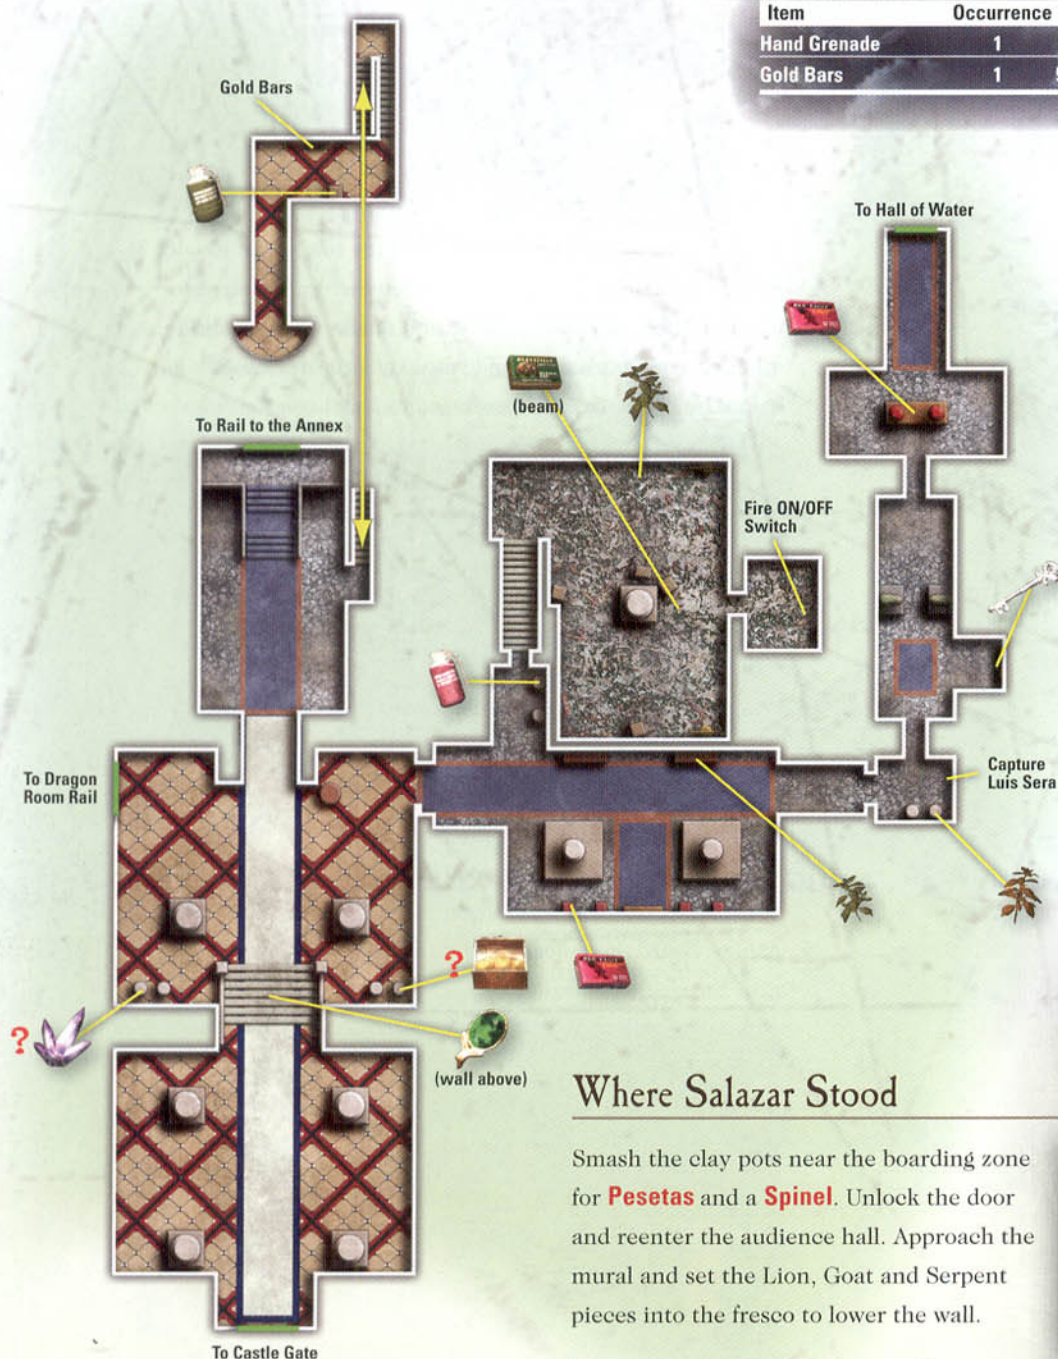 Item Occurrence
Hand Grenade 1
Gold Bars 1
Gold Bars
To Hall of Water
(beam)
To Rail to the Annex
Fire ON/OFF
Switch
To Dragon
Room Rail
Capture
Luis Sera
?
?
(wall above)
Where Salazar Stood
Smash the clay pots near the boarding zone
for Pesetas and a Spinel. Unlock the door
and reenter the audience hall. Approach the
mural and set the Lion, Goat and Serpent
pieces into the fresco to lower the wall.
To Castle Gate